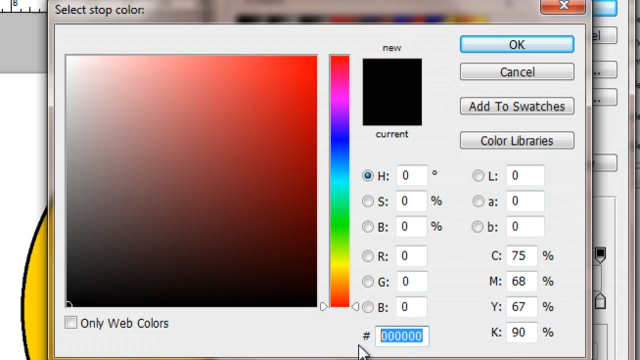 8
Select stop color:
new
current
OK
Cancel
Add To Swatches
Color Libraries
H: 0 °
S: 0 %
B: 0 %
R: 0
G: 0
B: 0
L: 0
a: 0
b: 0
C: 75 %
M: 68 %
Y: 67 %
K: 90 %
Only Web Colors
# 000000